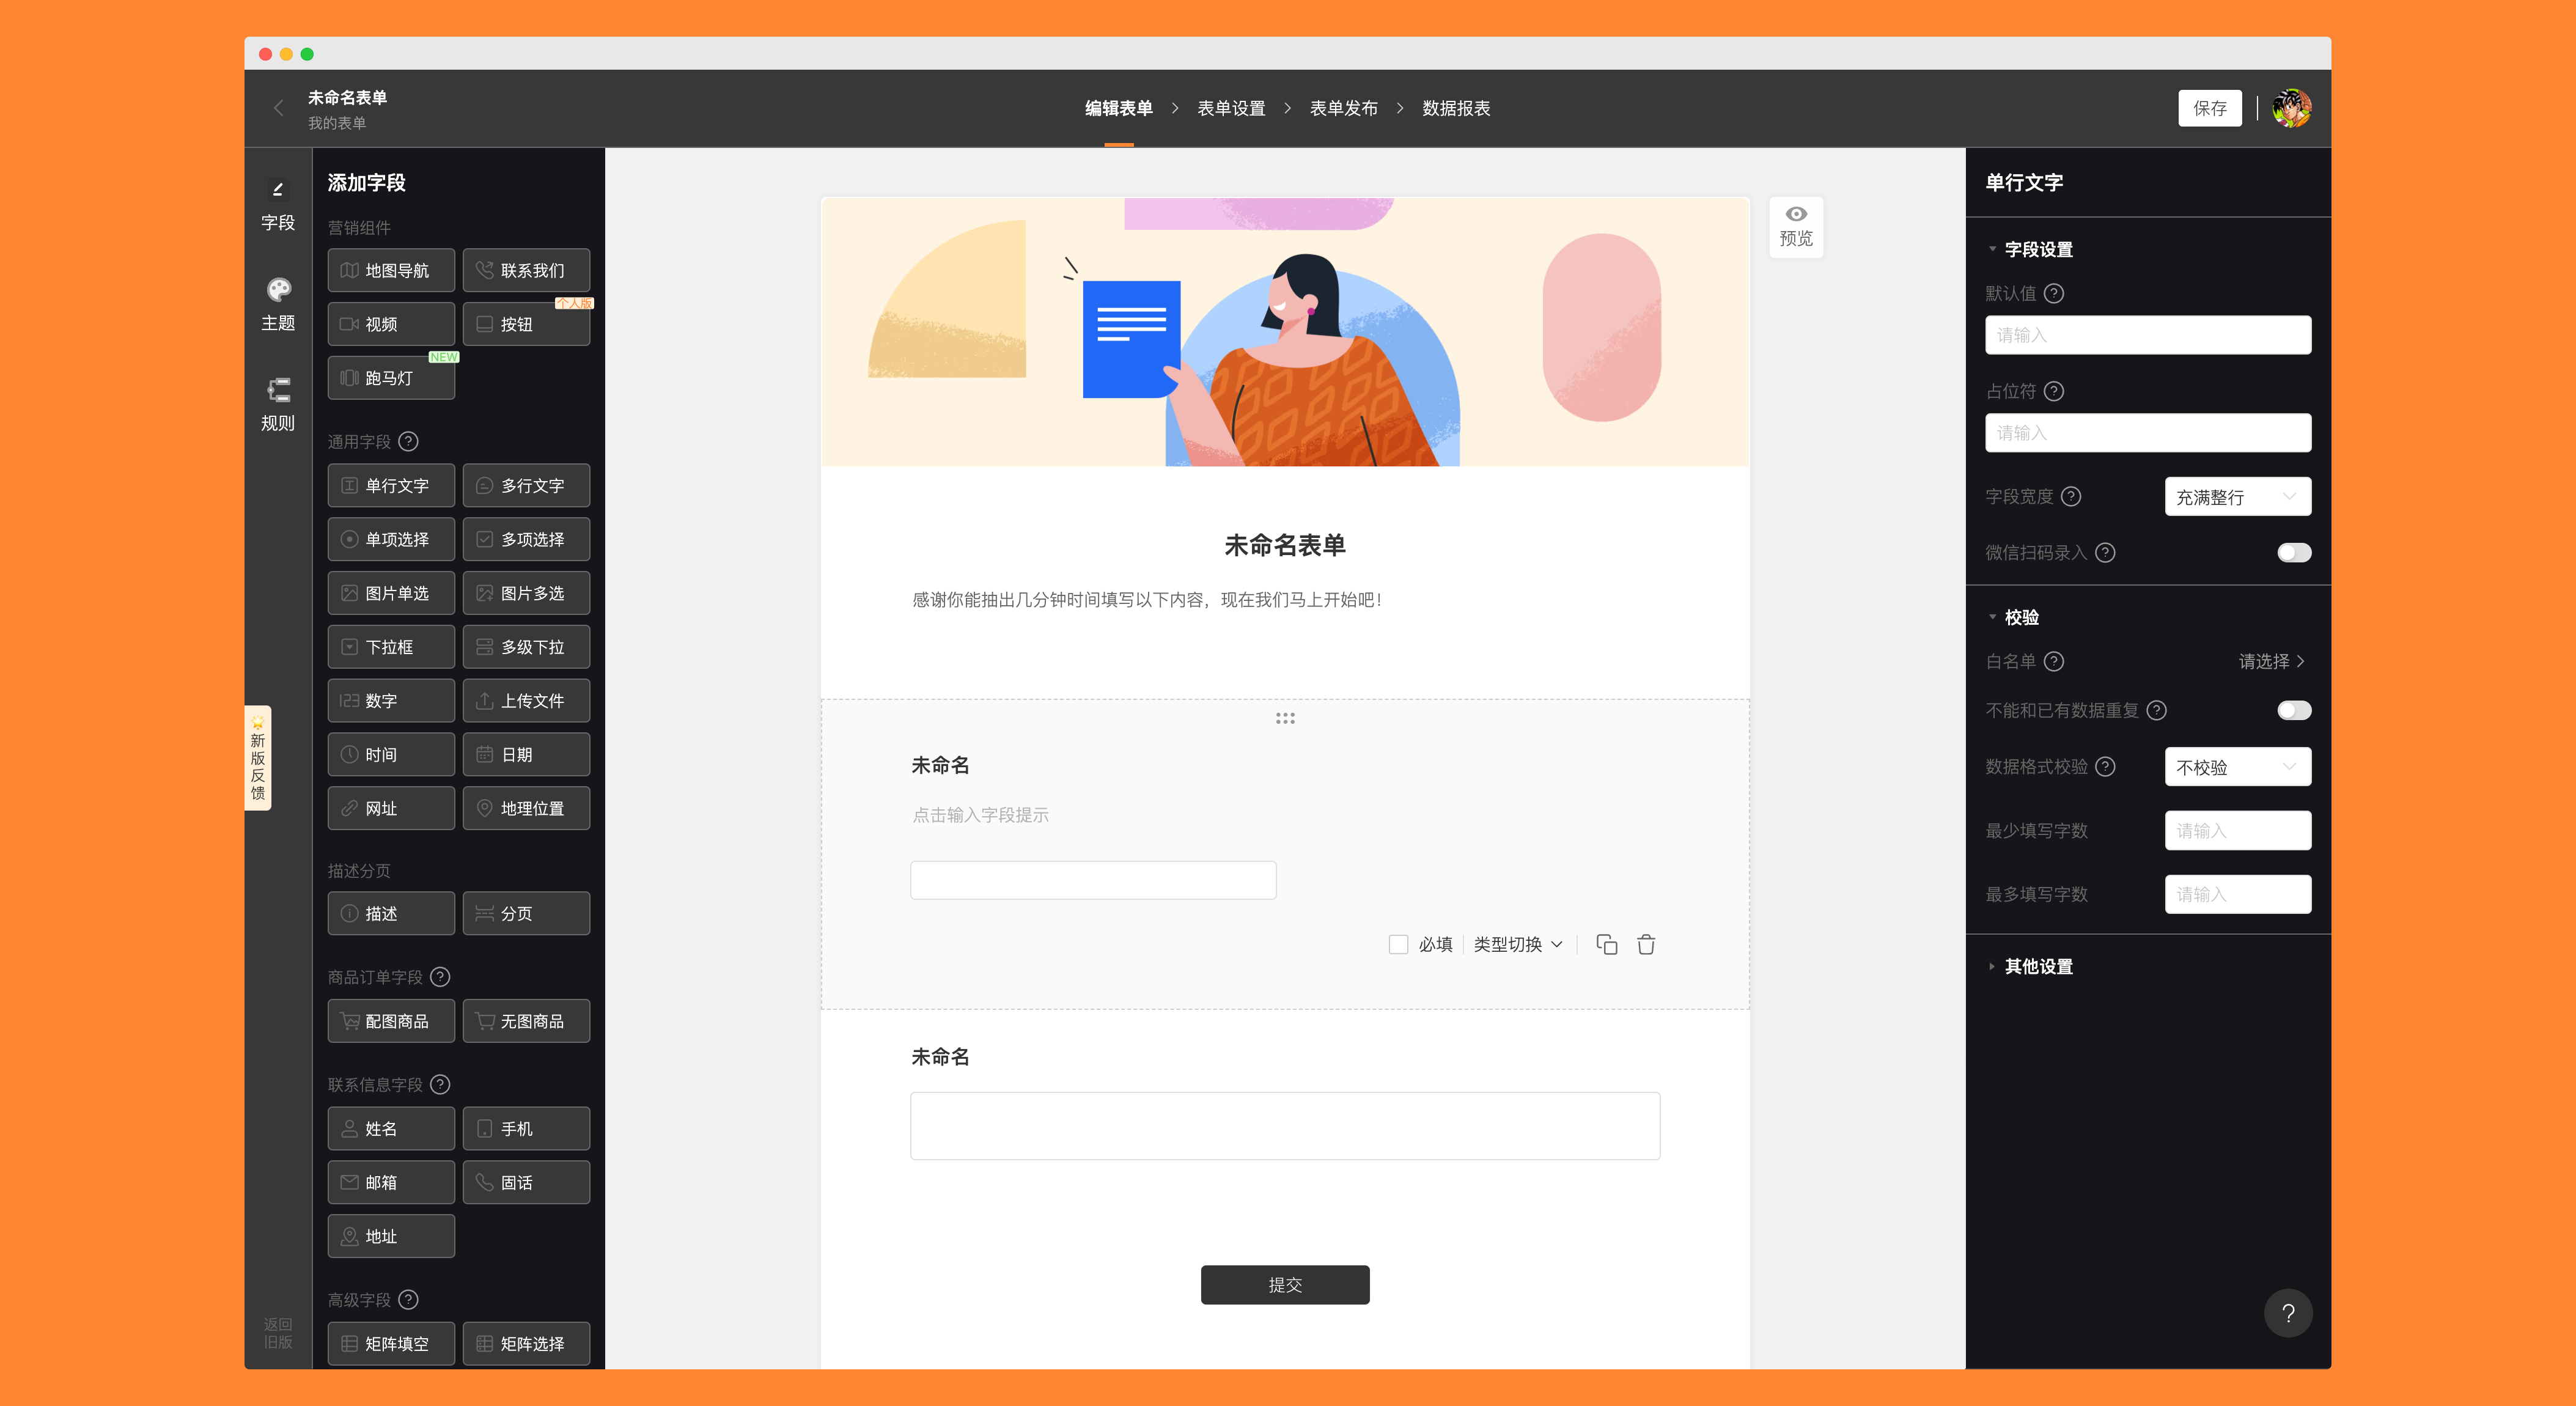 未命名表单
我的表单
编辑表单 > 表单设置 > 表单发布 > 数据报表
保存
字段
主题
规则
新版反馈
返回
旧版
添加字段
营销组件
地图导航 联系我们
视频 按钮 个人版
跑马灯 NEW
通用字段
单行文字 多行文字
单项选择 多项选择
图片单选 图片多选
下拉框 多级下拉
数字 上传文件
时间 日期
网址 地理位置
描述分页
描述 分页
商品订单字段
配图商品 无图商品
联系信息字段
姓名 手机
邮箱 固话
地址
高级字段
矩阵填空 矩阵选择
预览
未命名表单
感谢你能抽出几分钟时间填写以下内容，现在我们马上开始吧！
未命名
点击输入字段提示
必填 类型切换
未命名
提交
单行文字
字段设置
默认值
请输入
占位符
请输入
字段宽度 充满整行
微信扫码录入
校验
白名单 请选择
不能和已有数据重复
数据格式校验 不校验
最少填写字数 请输入
最多填写字数 请输入
其他设置
?